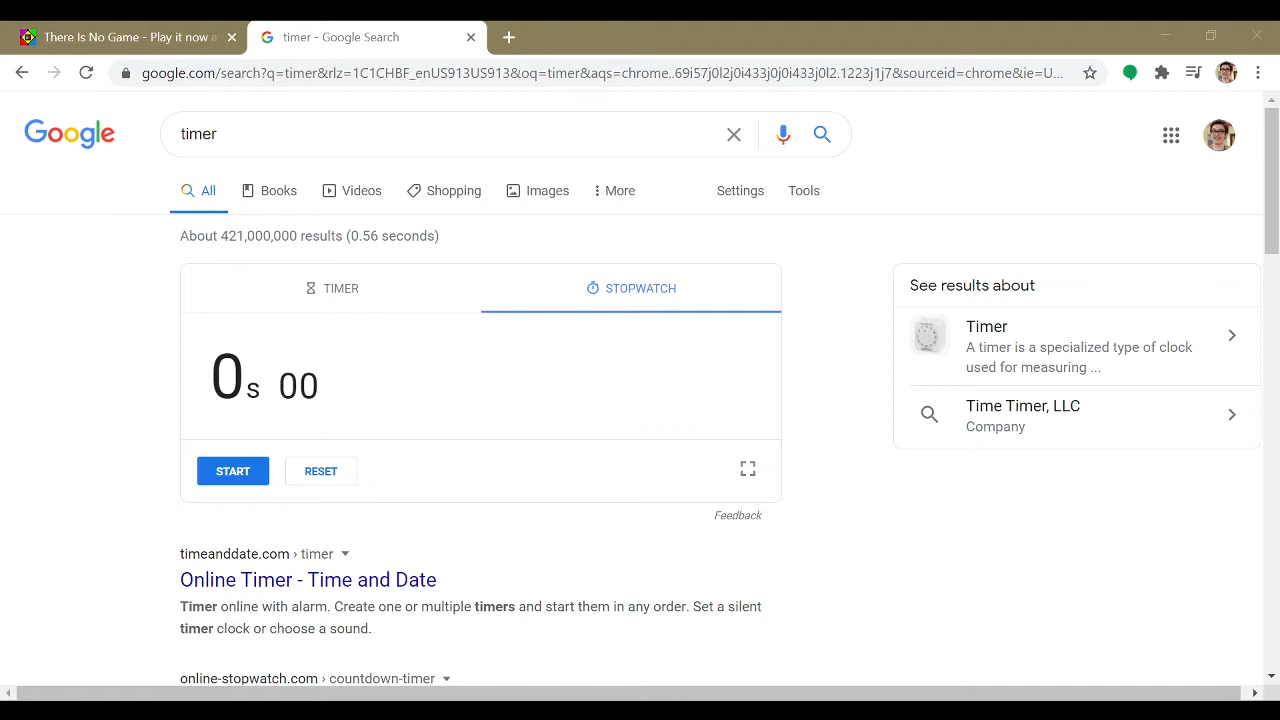 There Is No Game - Play it now a
timer - Google Search
google.com/search?q=timer&rlz=1C1CHBF_enUS913US913&oq=timer&aqs=chrome..69i57j0l2j0i433j0j0i433j0l2.1223j1j7&sourceid=chrome&ie=U...
Google
timer
All
Books
Videos
Shopping
Images
More
Settings
Tools
About 421,000,000 results (0.56 seconds)
TIMER
STOPWATCH
0s 00
START
RESET
Feedback
See results about
Timer
A timer is a specialized type of clock
used for measuring ...
Time Timer, LLC
Company
timeanddate.com › timer
Online Timer - Time and Date
Timer online with alarm. Create one or multiple timers and start them in any order. Set a silent
timer clock or choose a sound.
online-stopwatch.com › countdown-timer